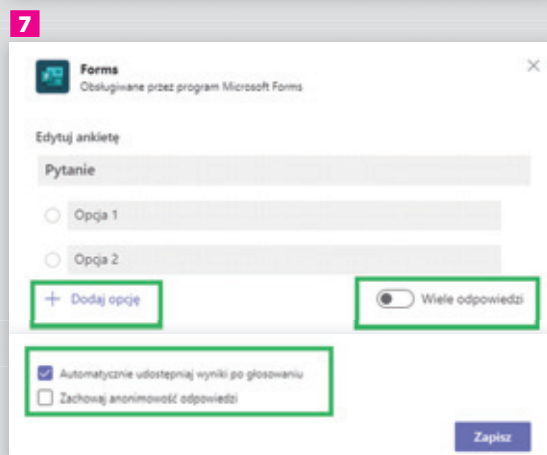 7
Forms
Obsługiwane przez program Microsoft Forms
Edytuj ankietę
Pytanie
Opcja 1
Opcja 2
+ Dodaj opcję
Wiele odpowiedzi
Automatycznie udostępniaj wyniki po głosowaniu
Zachowaj anonimowość odpowiedzi
Zapisz